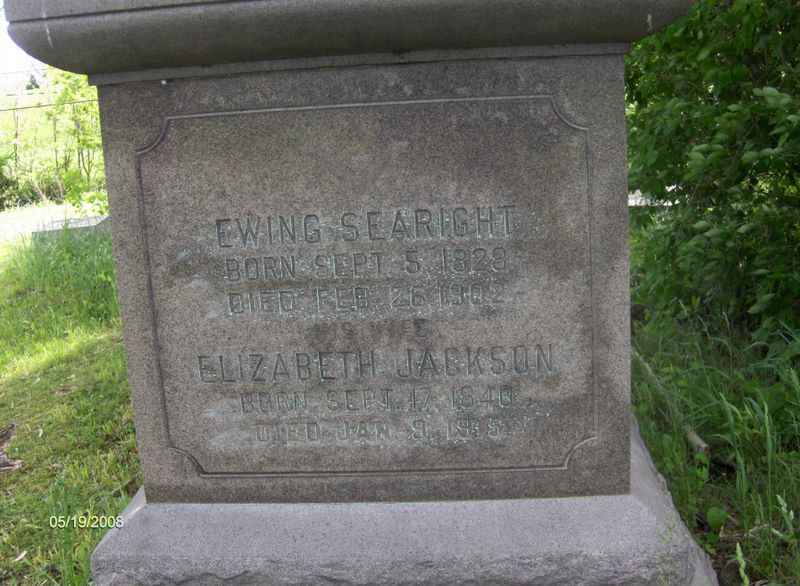 EWING SEARIGHT
BORN SEPT. 5. 1829
DIED FEB. 26. 1902
HIS WIFE
ELIZABETH JACKSON
BORN SEPT. 17. 1840
DIED JAN. 9.
05/19/2008